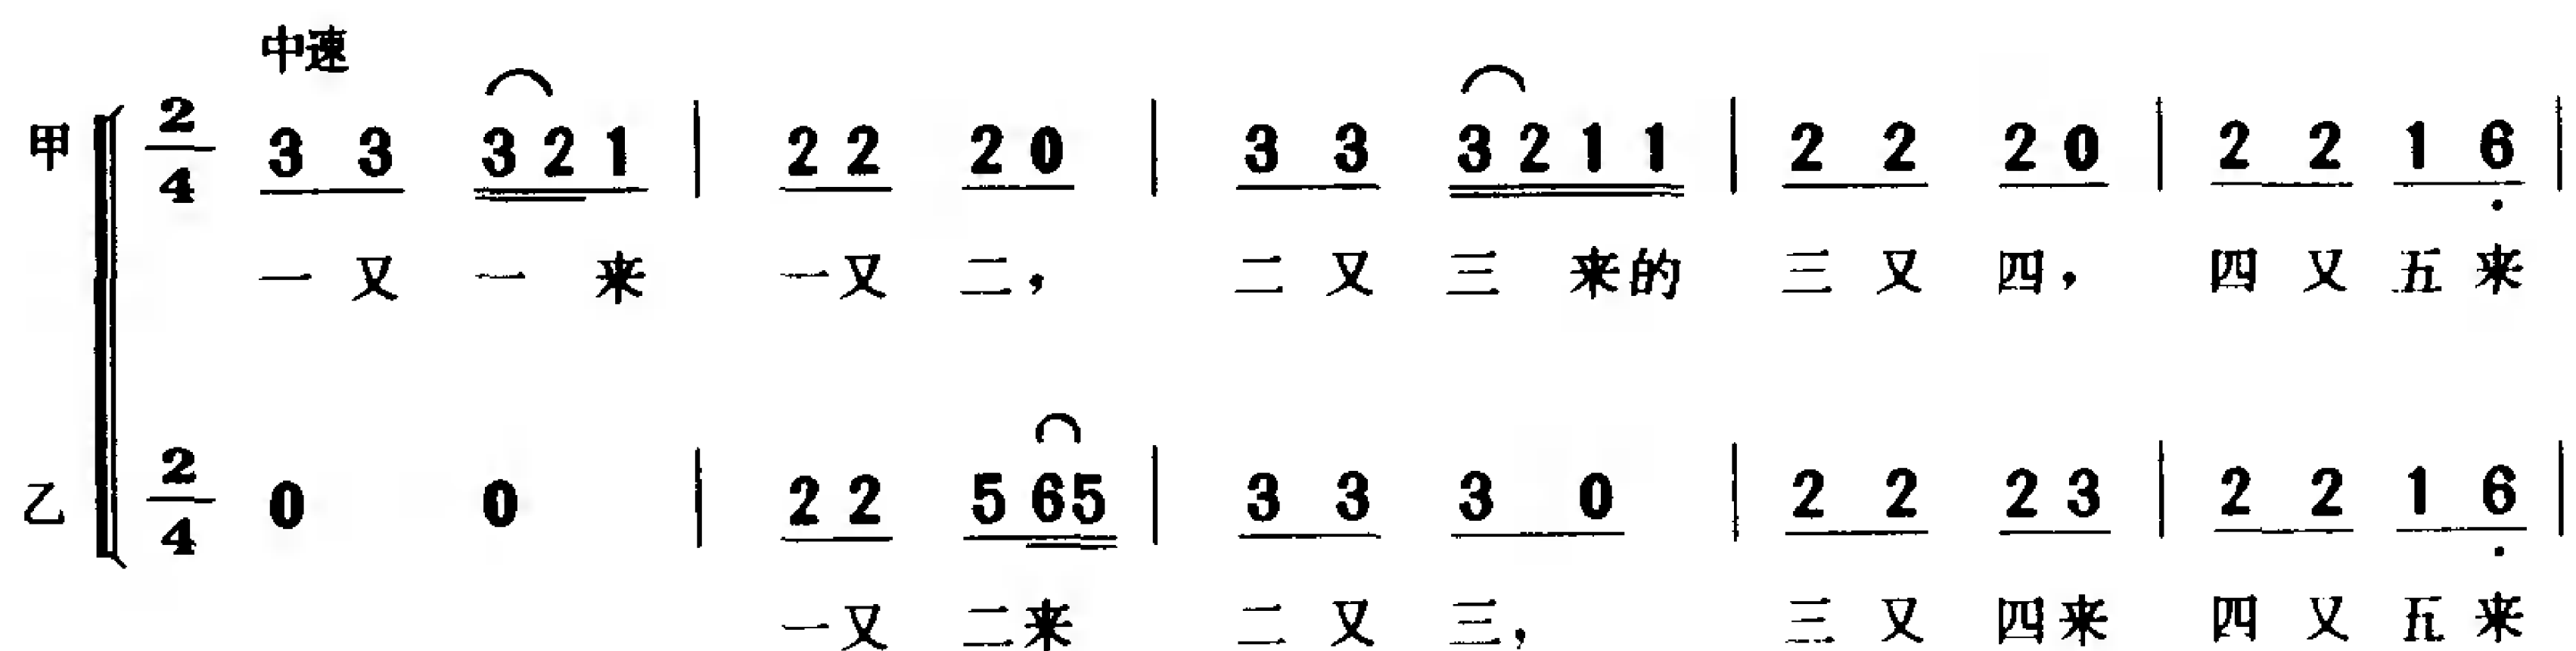 中速
甲 2/4 3 3 3 2 1 | 2 2 2 0 | 3 3 3 2 1 1 | 2 2 2 0 | 2 2 1 6 |
一 又 一 来 一 又 二， 二 又 三 来 的 三 又 四， 四 又 五 来
乙 2/4 0 0 | 2 2 5 6 5 | 3 3 3 0 | 2 2 2 3 | 2 2 1 6 |
一 又 二 来 二 又 三， 三 又 四 来 四 又 五 来